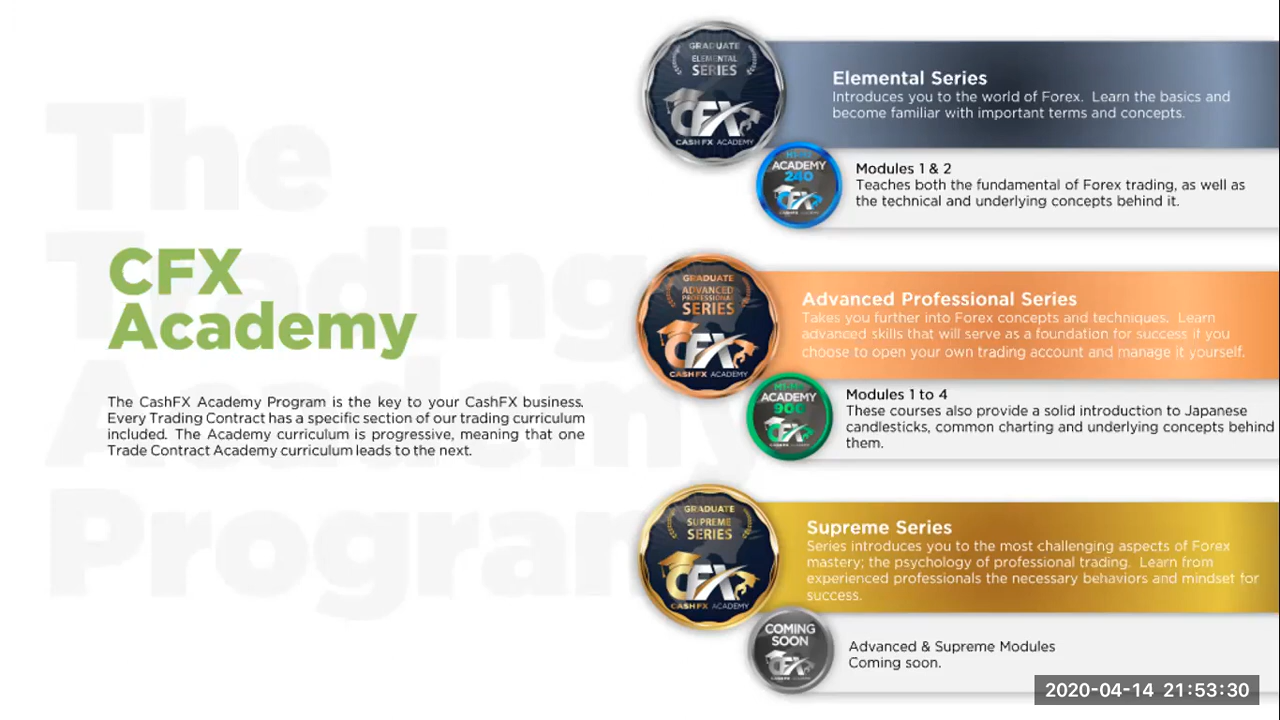 The
Trading
Academy
Program
CFX
Academy
The CashFX Academy Program is the key to your CashFX business.
Every Trading Contract has a specific section of our trading curriculum
included. The Academy curriculum is progressive, meaning that one
Trade Contract Academy curriculum leads to the next.
GRADUATE
ELEMENTAL
SERIES
CFX
CASH FX ACADEMY
Elemental Series
Introduces you to the world of Forex. Learn the basics and
become familiar with important terms and concepts.
ACADEMY
240
CFX
Modules 1 & 2
Teaches both the fundamental of Forex trading, as well as
the technical and underlying concepts behind it.
GRADUATE
ADVANCED
PROFESSIONAL
SERIES
CFX
CASH FX ACADEMY
Advanced Professional Series
Takes you further into Forex concepts and techniques. Learn
advanced skills that will serve as a foundation for success if you
choose to open your own trading account and manage it yourself.
ACADEMY
900
CFX
Modules 1 to 4
These courses also provide a solid introduction to Japanese
candlesticks, common charting and underlying concepts behind
them.
GRADUATE
SUPREME
SERIES
CFX
CASH FX ACADEMY
Supreme Series
Series introduces you to the most challenging aspects of Forex
mastery; the psychology of professional trading. Learn from
experienced professionals the necessary behaviors and mindset for
success.
COMING
SOON
CFX
Advanced & Supreme Modules
Coming soon.
2020-04-14 21:53:30